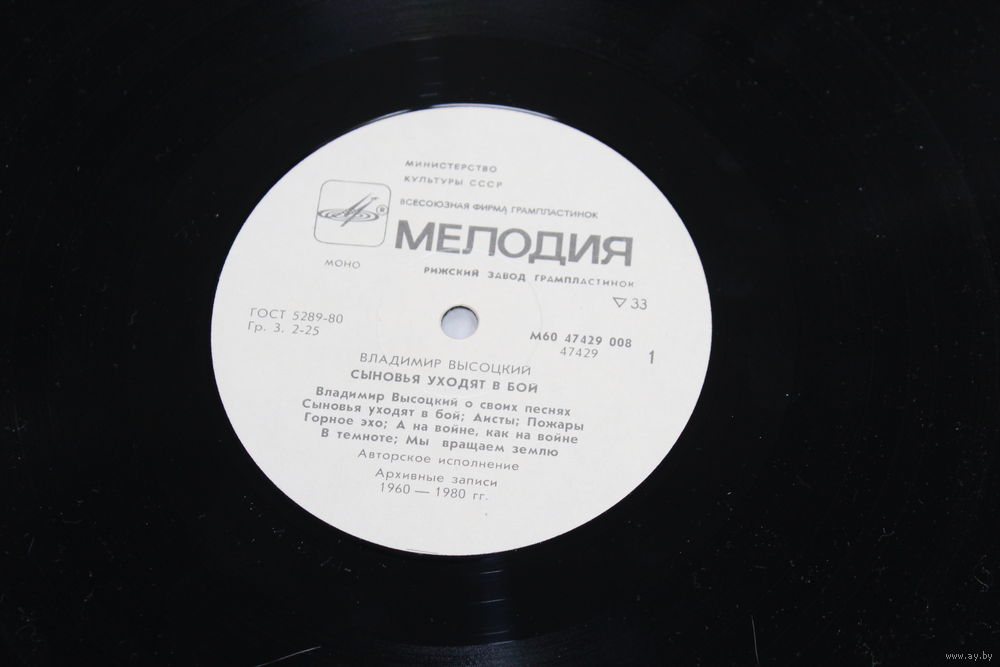 МИНИСТЕРСТВО
КУЛЬТУРЫ СССР
ВСЕСОЮЗНАЯ ФИРМА ГРАМПЛАСТИНОК
®
МЕЛОДИЯ
МОНО
РИЖСКИЙ ЗАВОД ГРАМПЛАСТИНОК
▽ 33
ГОСТ 5289-80
Гр. 3. 2-25
М60 47429 008
47429
1
ВЛАДИМИР ВЫСОЦКИЙ
СЫНОВЬЯ УХОДЯТ В БОЙ
Владимир Высоцкий о своих песнях
Сыновья уходят в бой; Аисты; Пожары
Горное эхо; А на войне, как на войне
В темноте; Мы вращаем землю
Авторское исполнение
Архивные записи
1960 — 1980 гг.
www.ay.by